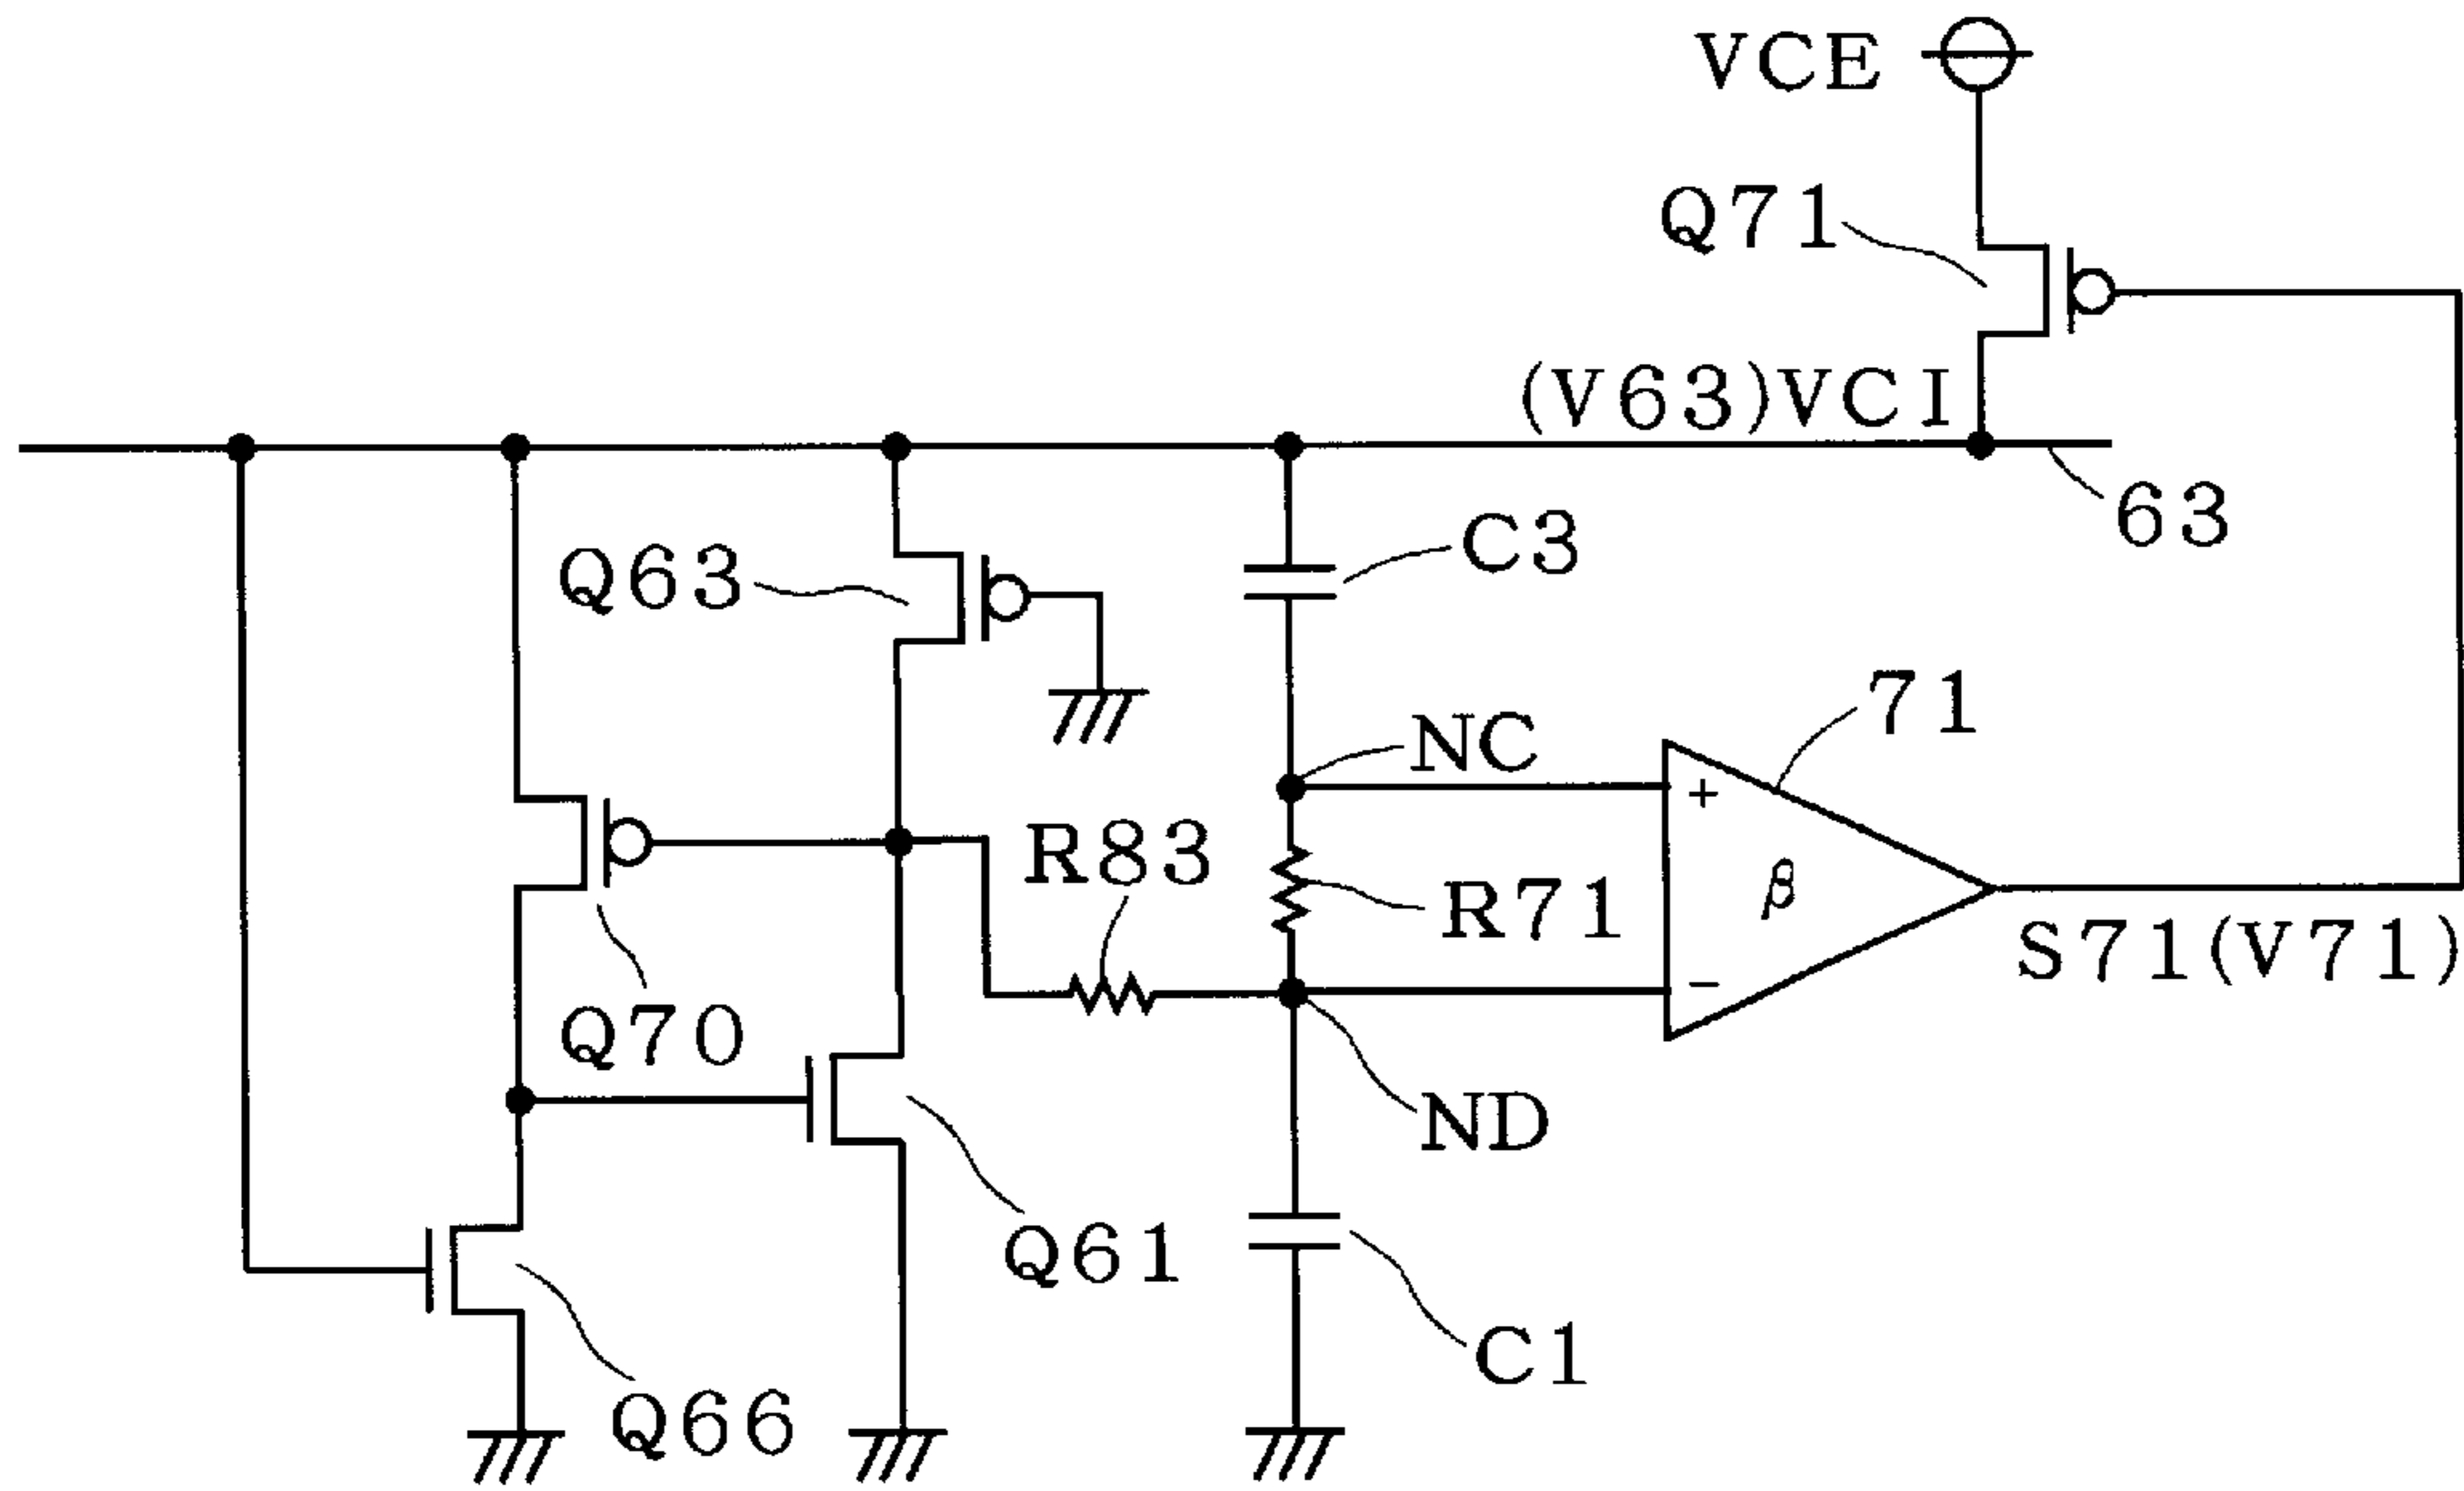 VCE
Q71
(V63)VCI
63
C3
Q63
71
NC
+
R83
β
R71
S71(V71)
−
Q70
ND
Q61
C1
Q66